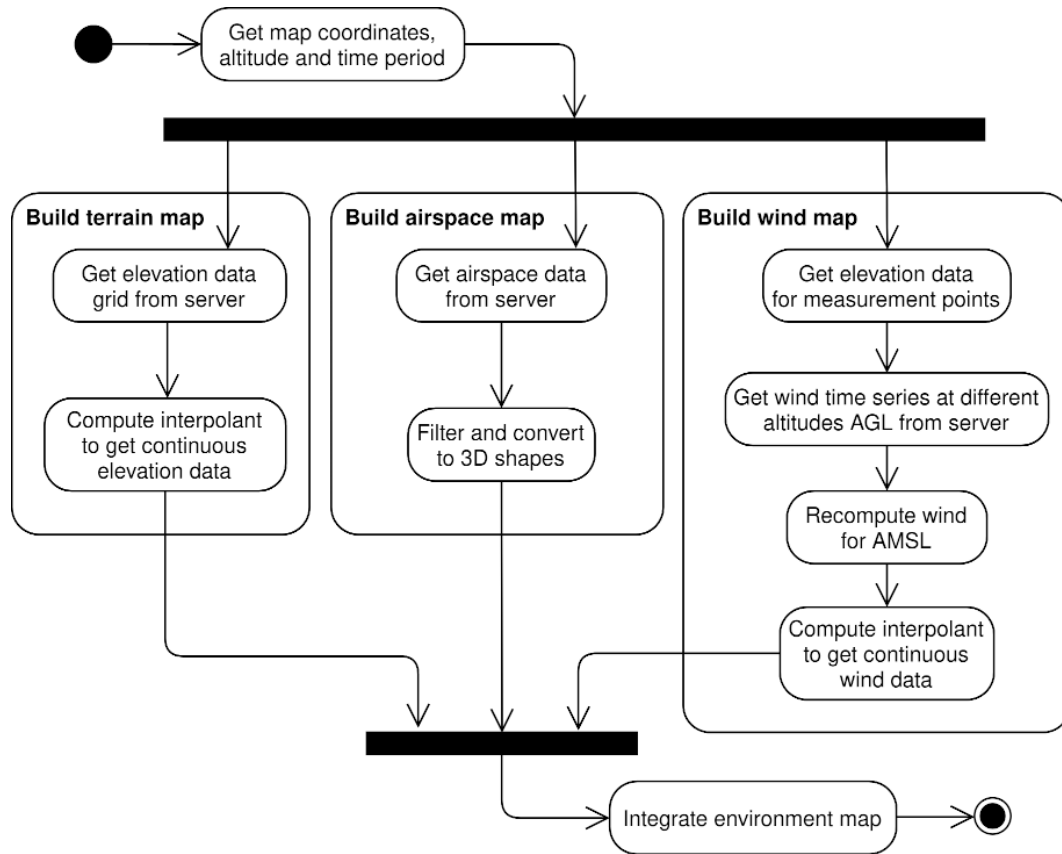 Get map coordinates,
altitude and time period
Build terrain map
Get elevation data
grid from server
Compute interpolant
to get continuous
elevation data
Build airspace map
Get airspace data
from server
Filter and convert
to 3D shapes
Build wind map
Get elevation data
for measurement points
Get wind time series at different
altitudes AGL from server
Recompute wind
for AMSL
Compute interpolant
to get continuous
wind data
Integrate environment map